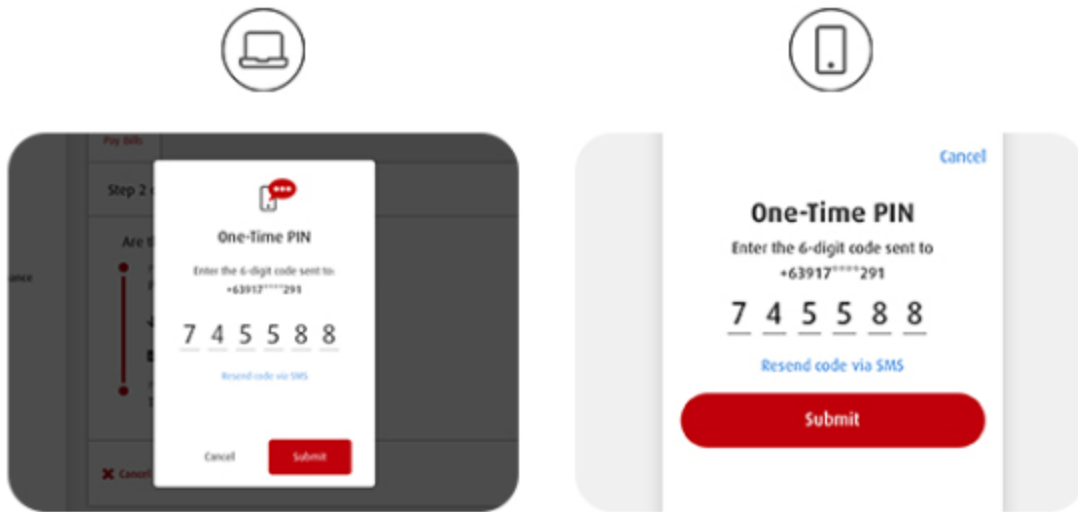 Pay Bills
Step 2
Are
ance
Cancel
One-Time PIN
Enter the 6-digit code sent to:
+63917****291
7 4 5 5 8 8
Resend code via SMS
Cancel
Submit
Cancel
One-Time PIN
Enter the 6-digit code sent to
+63917****291
7 4 5 5 8 8
Resend code via SMS
Submit